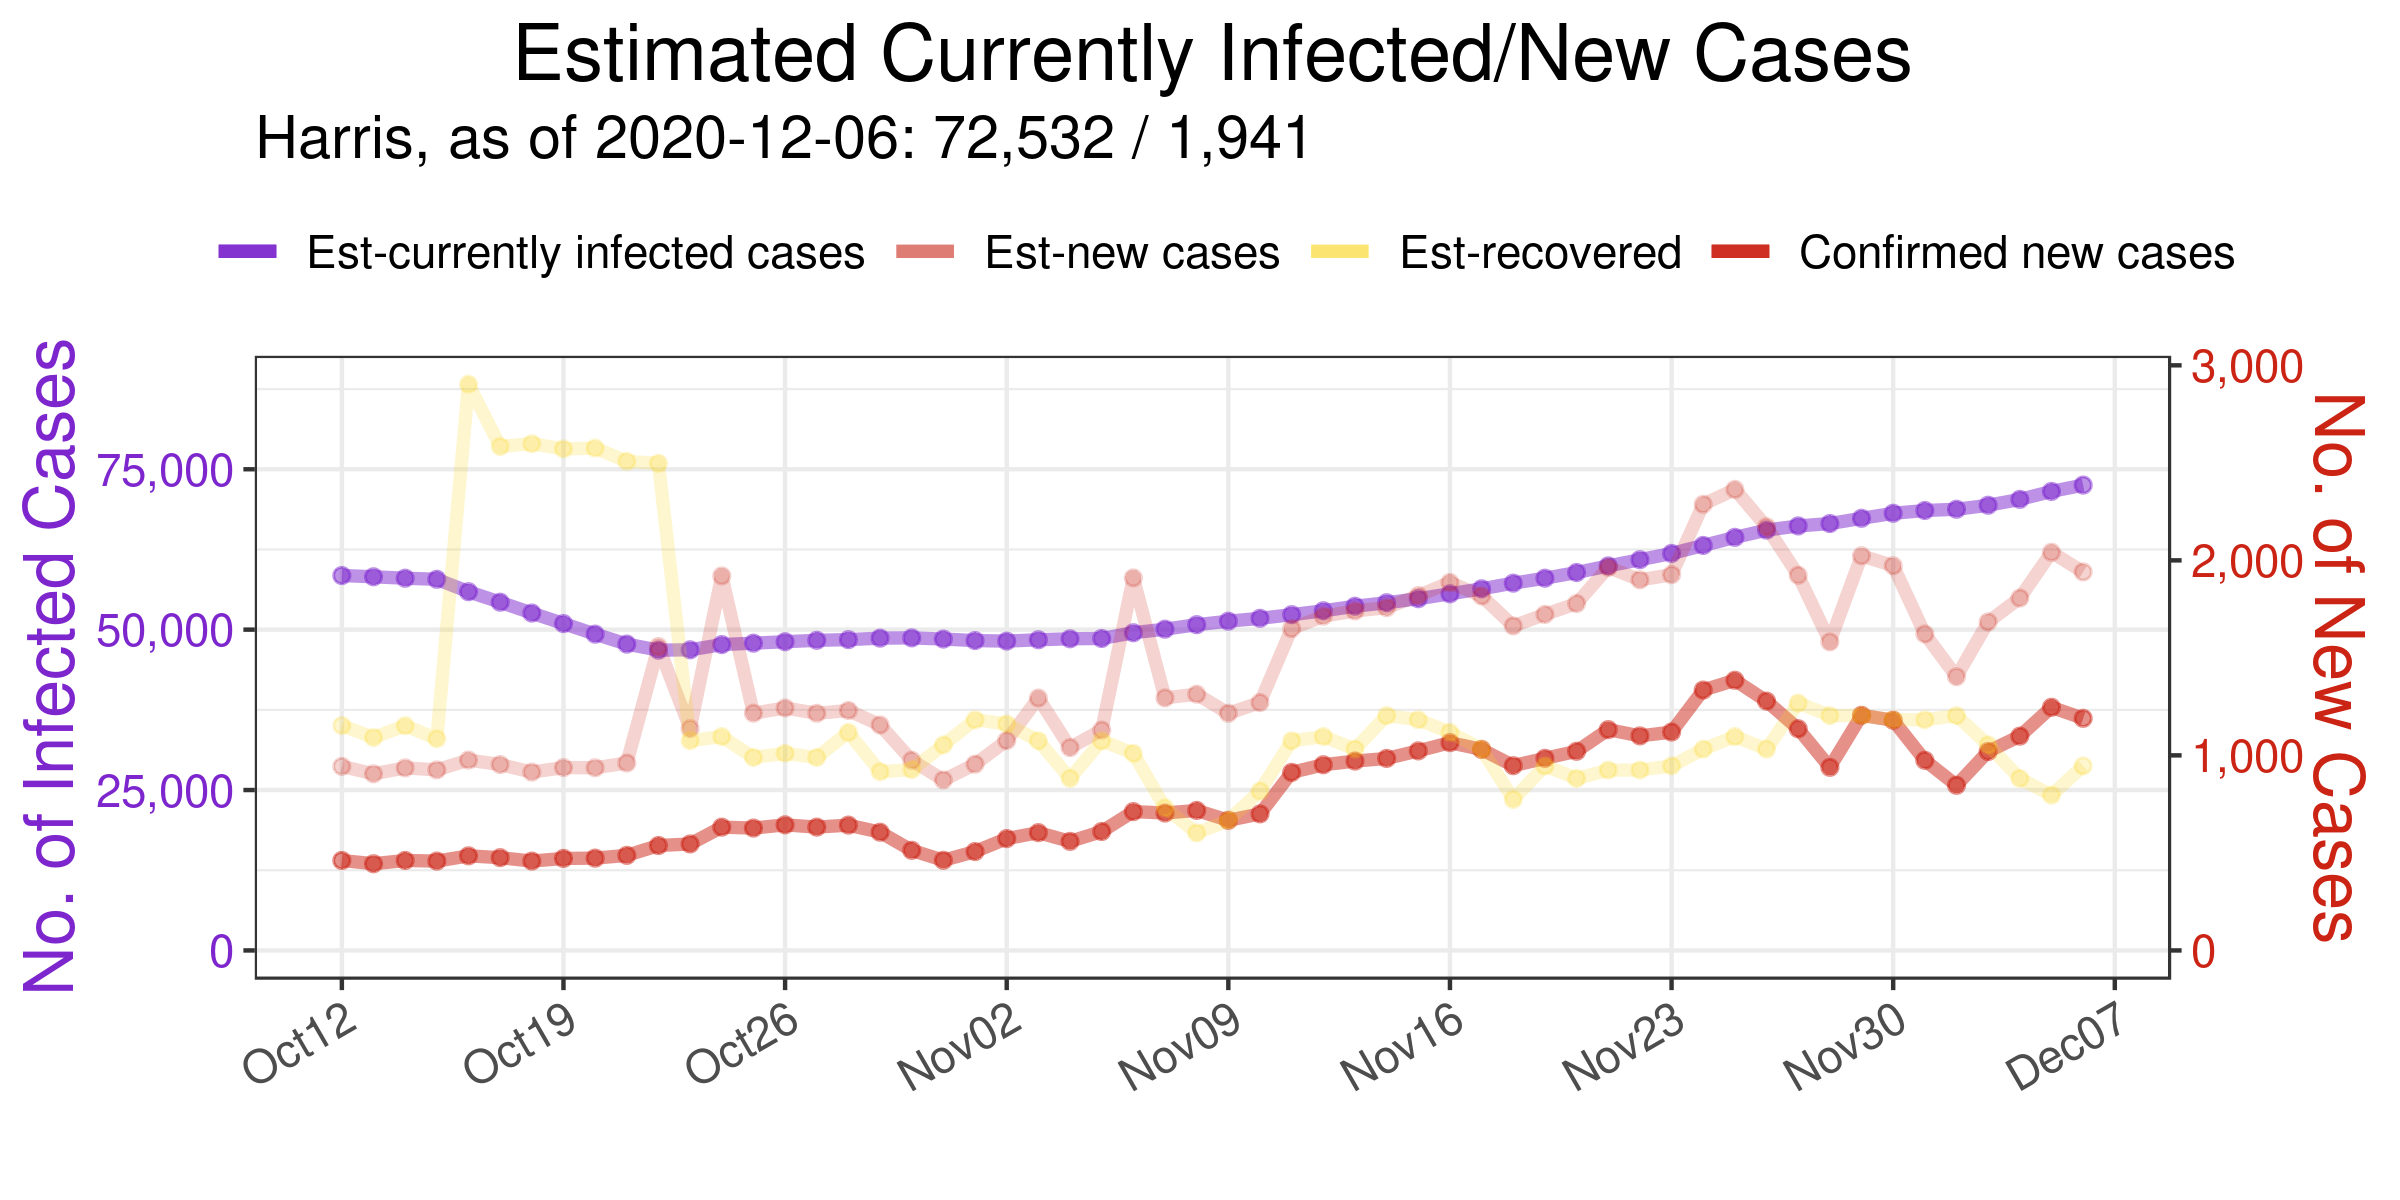 Estimated Currently Infected/New Cases
Harris, as of 2020-12-06: 72,532 / 1,941
Est-currently infected cases Est-new cases Est-recovered Confirmed new cases
No. of Infected Cases
75,000
50,000
25,000
0
3,000
2,000
1,000
0
No. of New Cases
Oct12 Oct19 Oct26 Nov02 Nov09 Nov16 Nov23 Nov30 Dec07